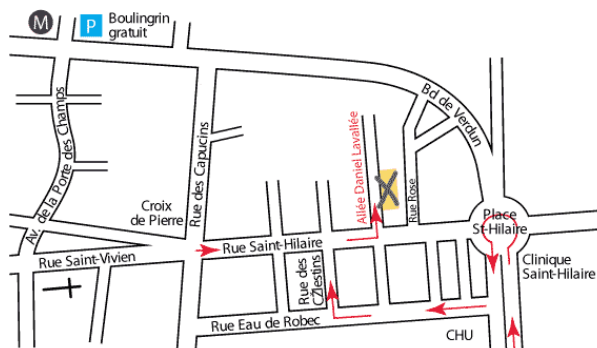 M
P
Boulingrin
gratuit
Bd de Verdun
Av. de la Porte des Champs
Rue des Capucins
Allée Daniel Lavallée
Rue Rose
Croix
de Pierre
Place
St-Hilaire
Rue Saint-Hilaire
Rue Saint-Vivien
Clinique
Saint-Hilaire
Rue des
CŽlestins
Rue Eau de Robec
CHU